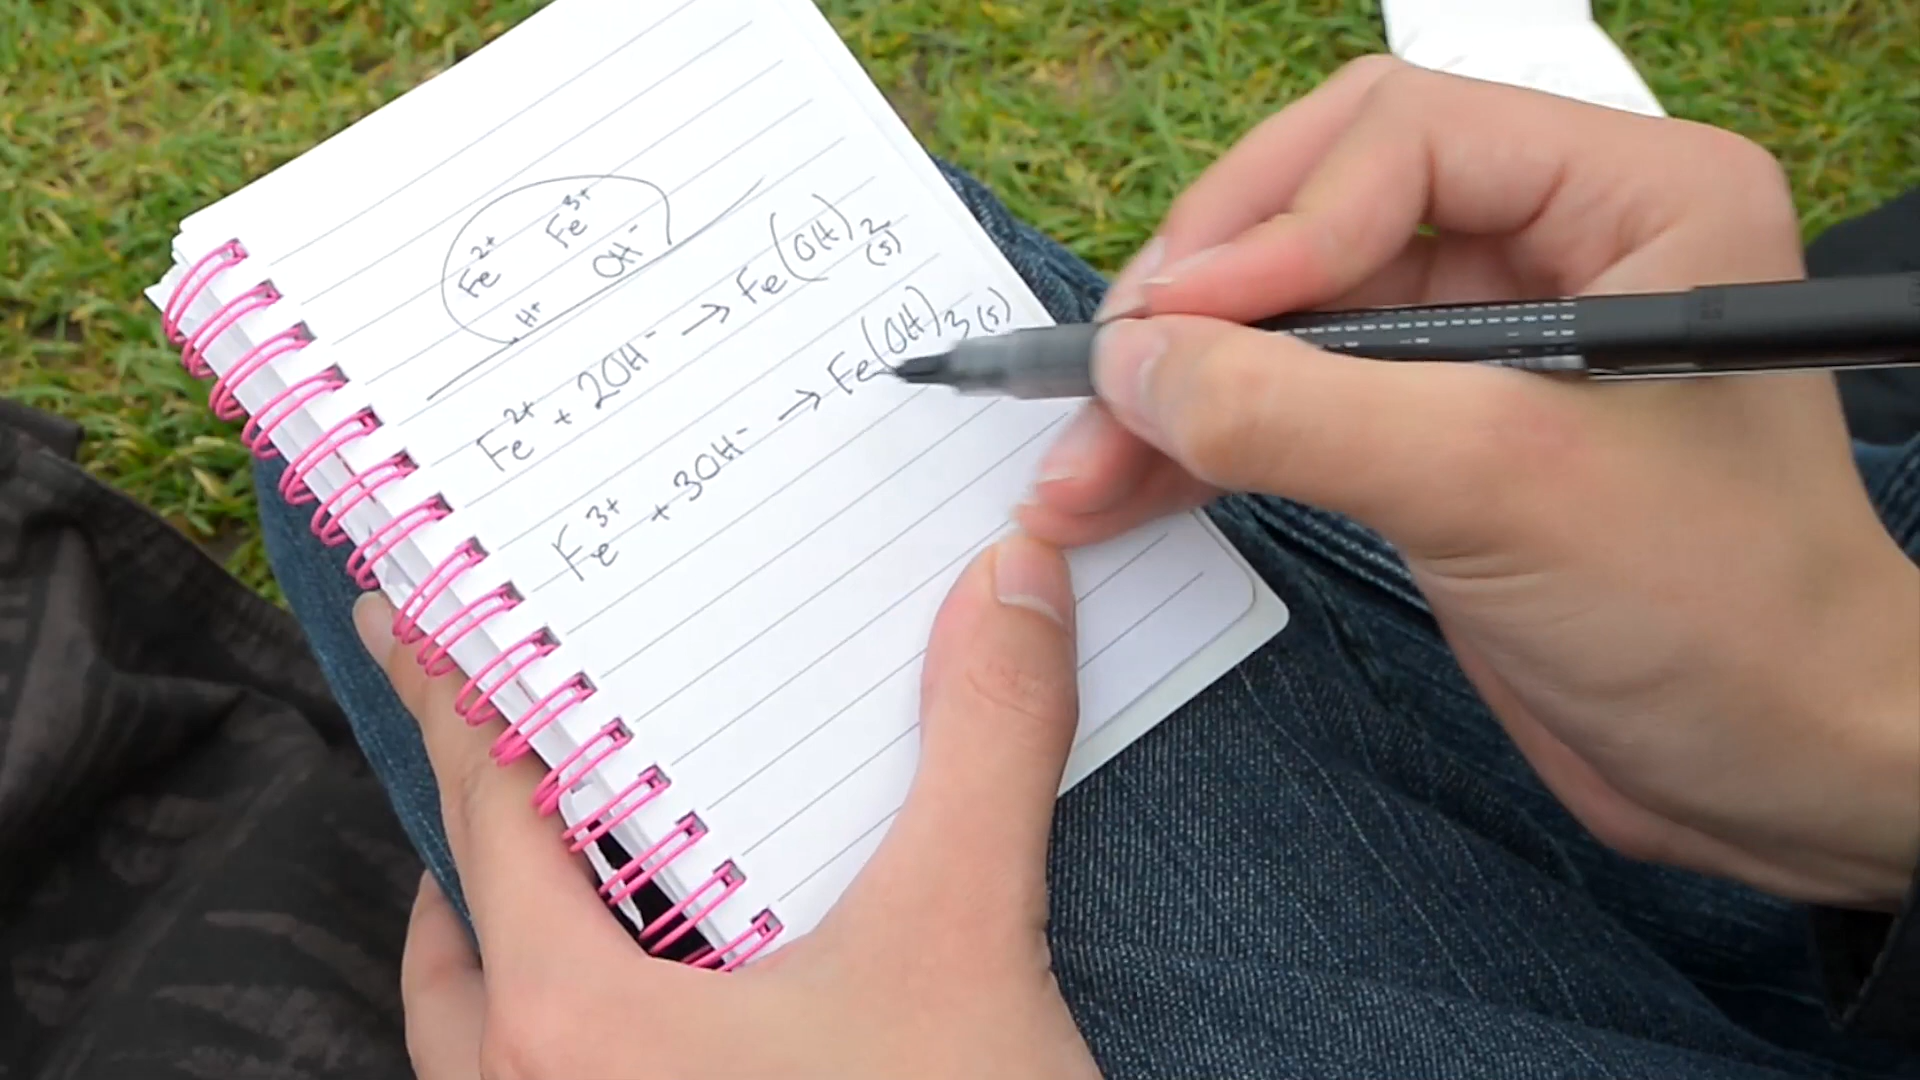 Fe²⁺ Fe³⁺
H⁺ OH⁻
Fe²⁺ + 2OH⁻ → Fe(OH)₂ (s)
Fe³⁺ + 3OH⁻ → Fe(OH)₃ (s)